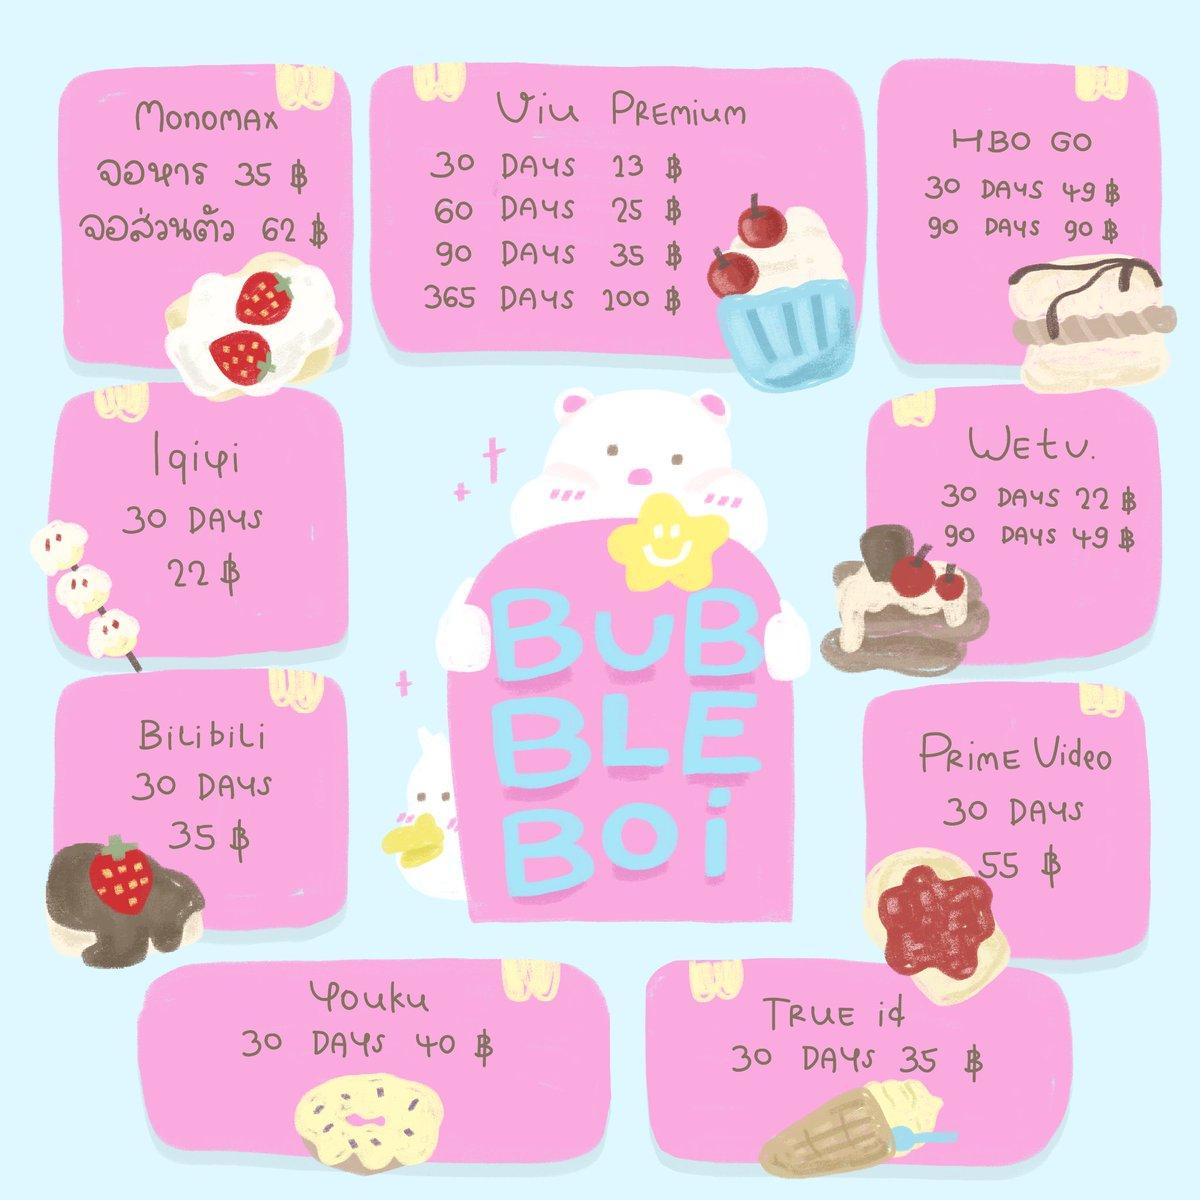 Monomax
จอหาร 35 ฿
จอส่วนตัว 62 ฿
Viu PREMium
30 DAYS 13 ฿
60 DAYS 25 ฿
90 DAYS 35 ฿
365 DAYS 100 ฿
HBO GO
30 DAYS 49 ฿
90 DAYS 90 ฿
Iqiyi
30 DAYS
22 ฿
WEtv.
30 DAYS 22 ฿
90 DAYS 49 ฿
BUB
BLE
BOi
BiLibiLi
30 DAYS
35 ฿
PRiME Video
30 DAYS
55 ฿
Youku
30 DAYS 40 ฿
TRUE id
30 DAYS 35 ฿